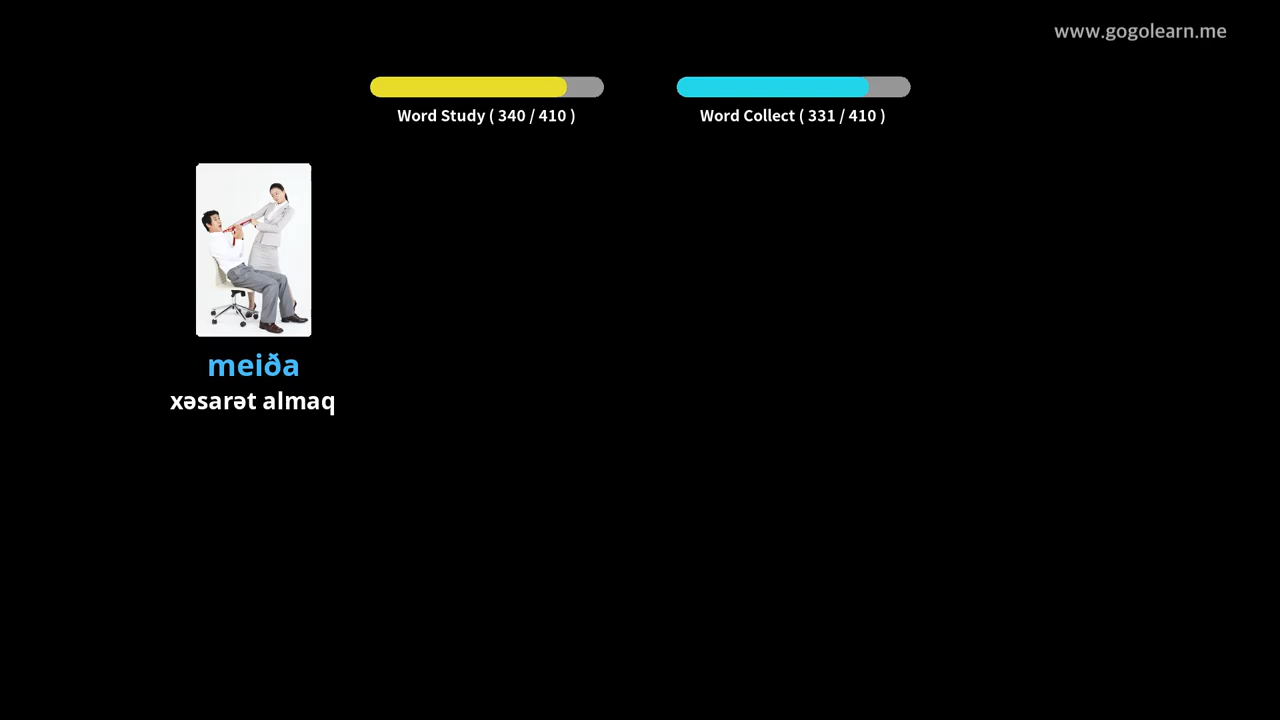 www.gogolearn.me
Word Study ( 340 / 410 )
Word Collect ( 331 / 410 )
meiða
xəsarət almaq